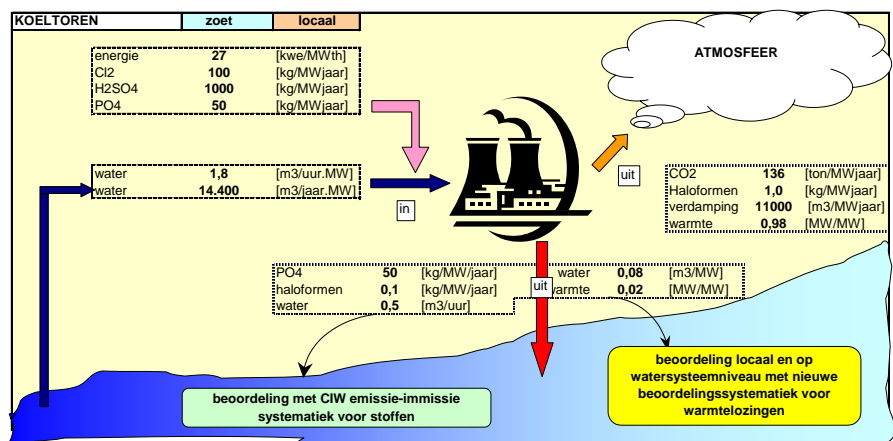 KOELTOREN zoet locaal
ATMOSFEER
energie 27 [kwe/MWth]
Cl2 100 [kg/MWjaar]
H2SO4 1000 [kg/MWjaar]
PO4 50 [kg/MWjaar]
water 1,8 [m3/uur.MW]
water 14.400 [m3/jaar.MW]
in
uit
CO2 136 [ton/MWjaar]
Haloformen 1,0 [kg/MWjaar]
verdamping 11000 [m3/MWjaar]
warmte 0,98 [MW/MW]
PO4 50 [kg/MW/jaar] water 0,08 [m3/MW]
haloformen 0,1 [kg/MW/jaar] uit armte 0,02 [MW/MW]
water 0,5 [m3/uur]
beoordeling met CIW emissie-immissie
systematiek voor stoffen
beoordeling locaal en op
watersysteemniveau met nieuwe
beoordelingssystematiek voor
warmtelozingen